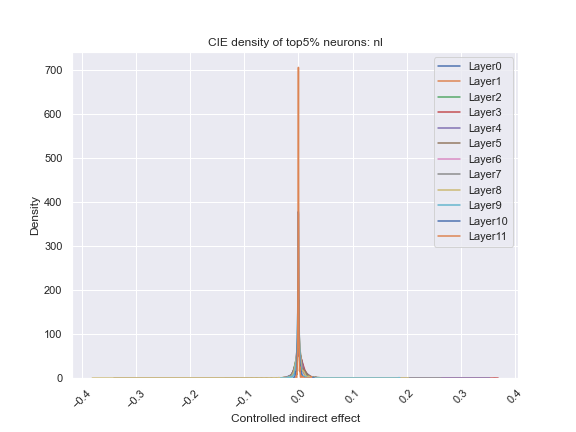 CIE density of top5% neurons: nl
700
600
500
400
300
200
100
0
Density
Layer0
Layer1
Layer2
Layer3
Layer4
Layer5
Layer6
Layer7
Layer8
Layer9
Layer10
Layer11
−0.4
−0.3
−0.2
−0.1
0.0
0.1
0.2
0.3
0.4
Controlled indirect effect